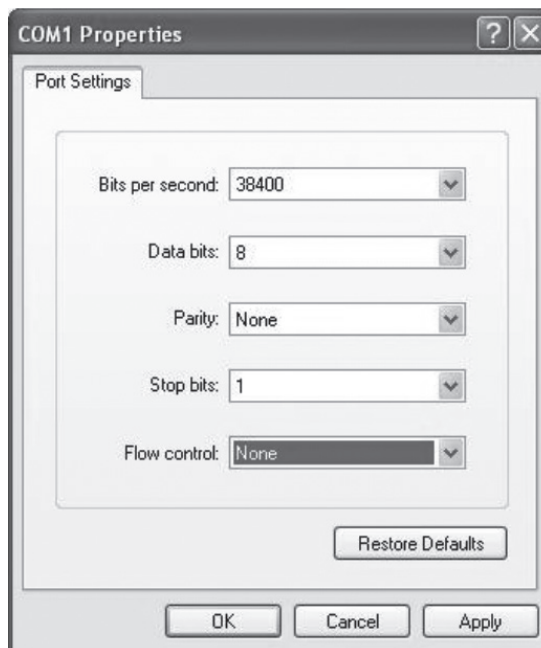 COM1 Properties
Port Settings
Bits per second: 38400
Data bits: 8
Parity: None
Stop bits: 1
Flow control: None
Restore Defaults
OK Cancel Apply